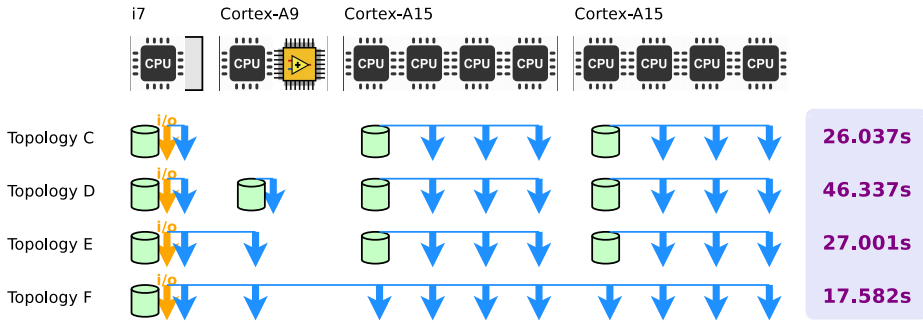 i7 Cortex-A9 Cortex-A15 Cortex-A15
CPU CPU CPU CPU CPU CPU CPU CPU CPU CPU
i/o
Topology C 26.037s
i/o
Topology D 46.337s
i/o
Topology E 27.001s
i/o
Topology F 17.582s